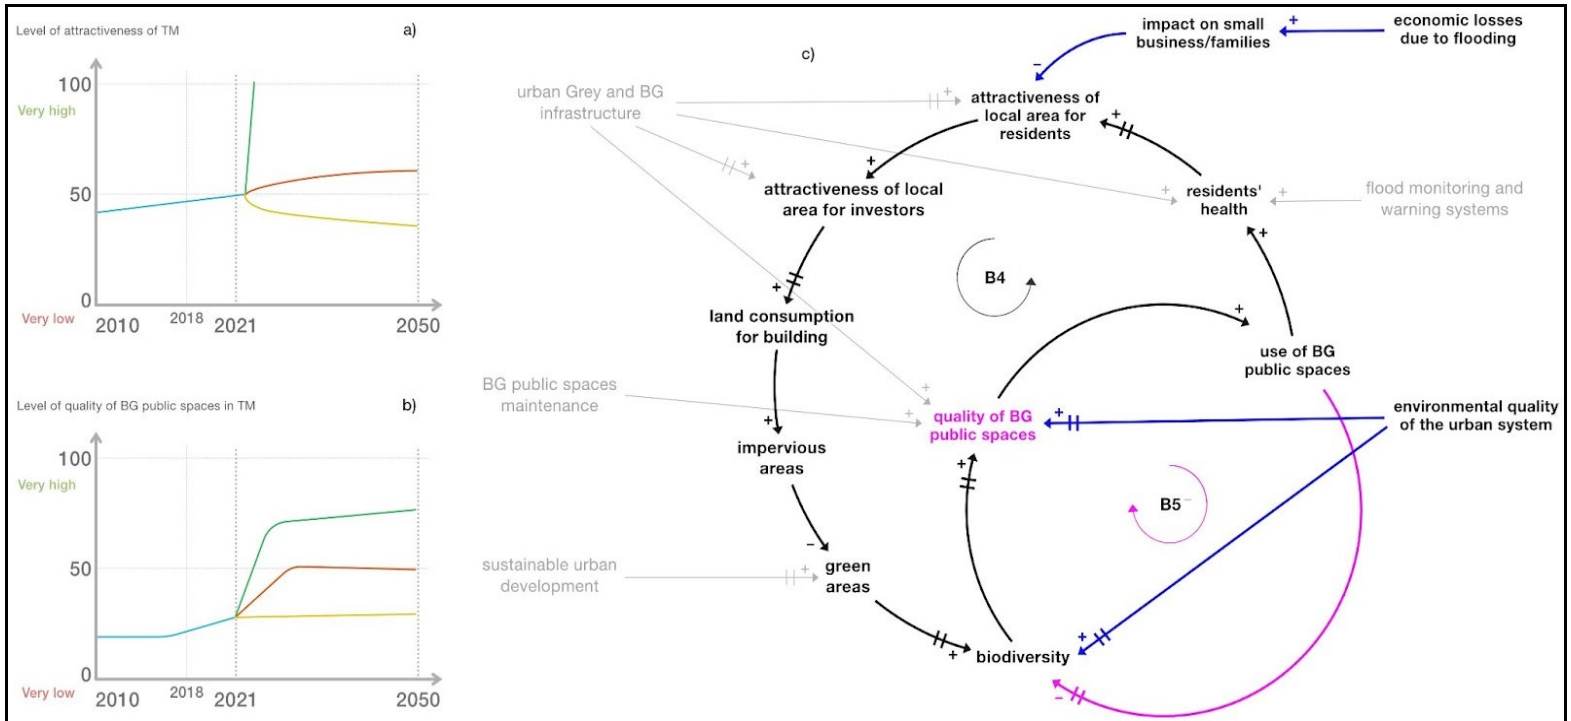 Level of attractiveness of TM
a)
100
Very high
50
0
Very low
2010
2018
2021
2050
Level of quality of BG public spaces in TM
b)
100
Very high
50
0
Very low
2010
2018
2021
2050
c)
impact on small
business/families
+
economic losses
due to flooding
–
urban Grey and BG
infrastructure
+
attractiveness of
local area for
residents
+
+
+
attractiveness of local
area for investors
+
residents'
health
+
flood monitoring and
warning systems
+
B4
+
land consumption
for building
+
use of BG
public spaces
BG public spaces
maintenance
+
+
+
quality of BG
public spaces
+
environmental quality
of the urban system
impervious
areas
+
B5
–
–
sustainable urban
development
+
green
areas
+
+
biodiversity
–